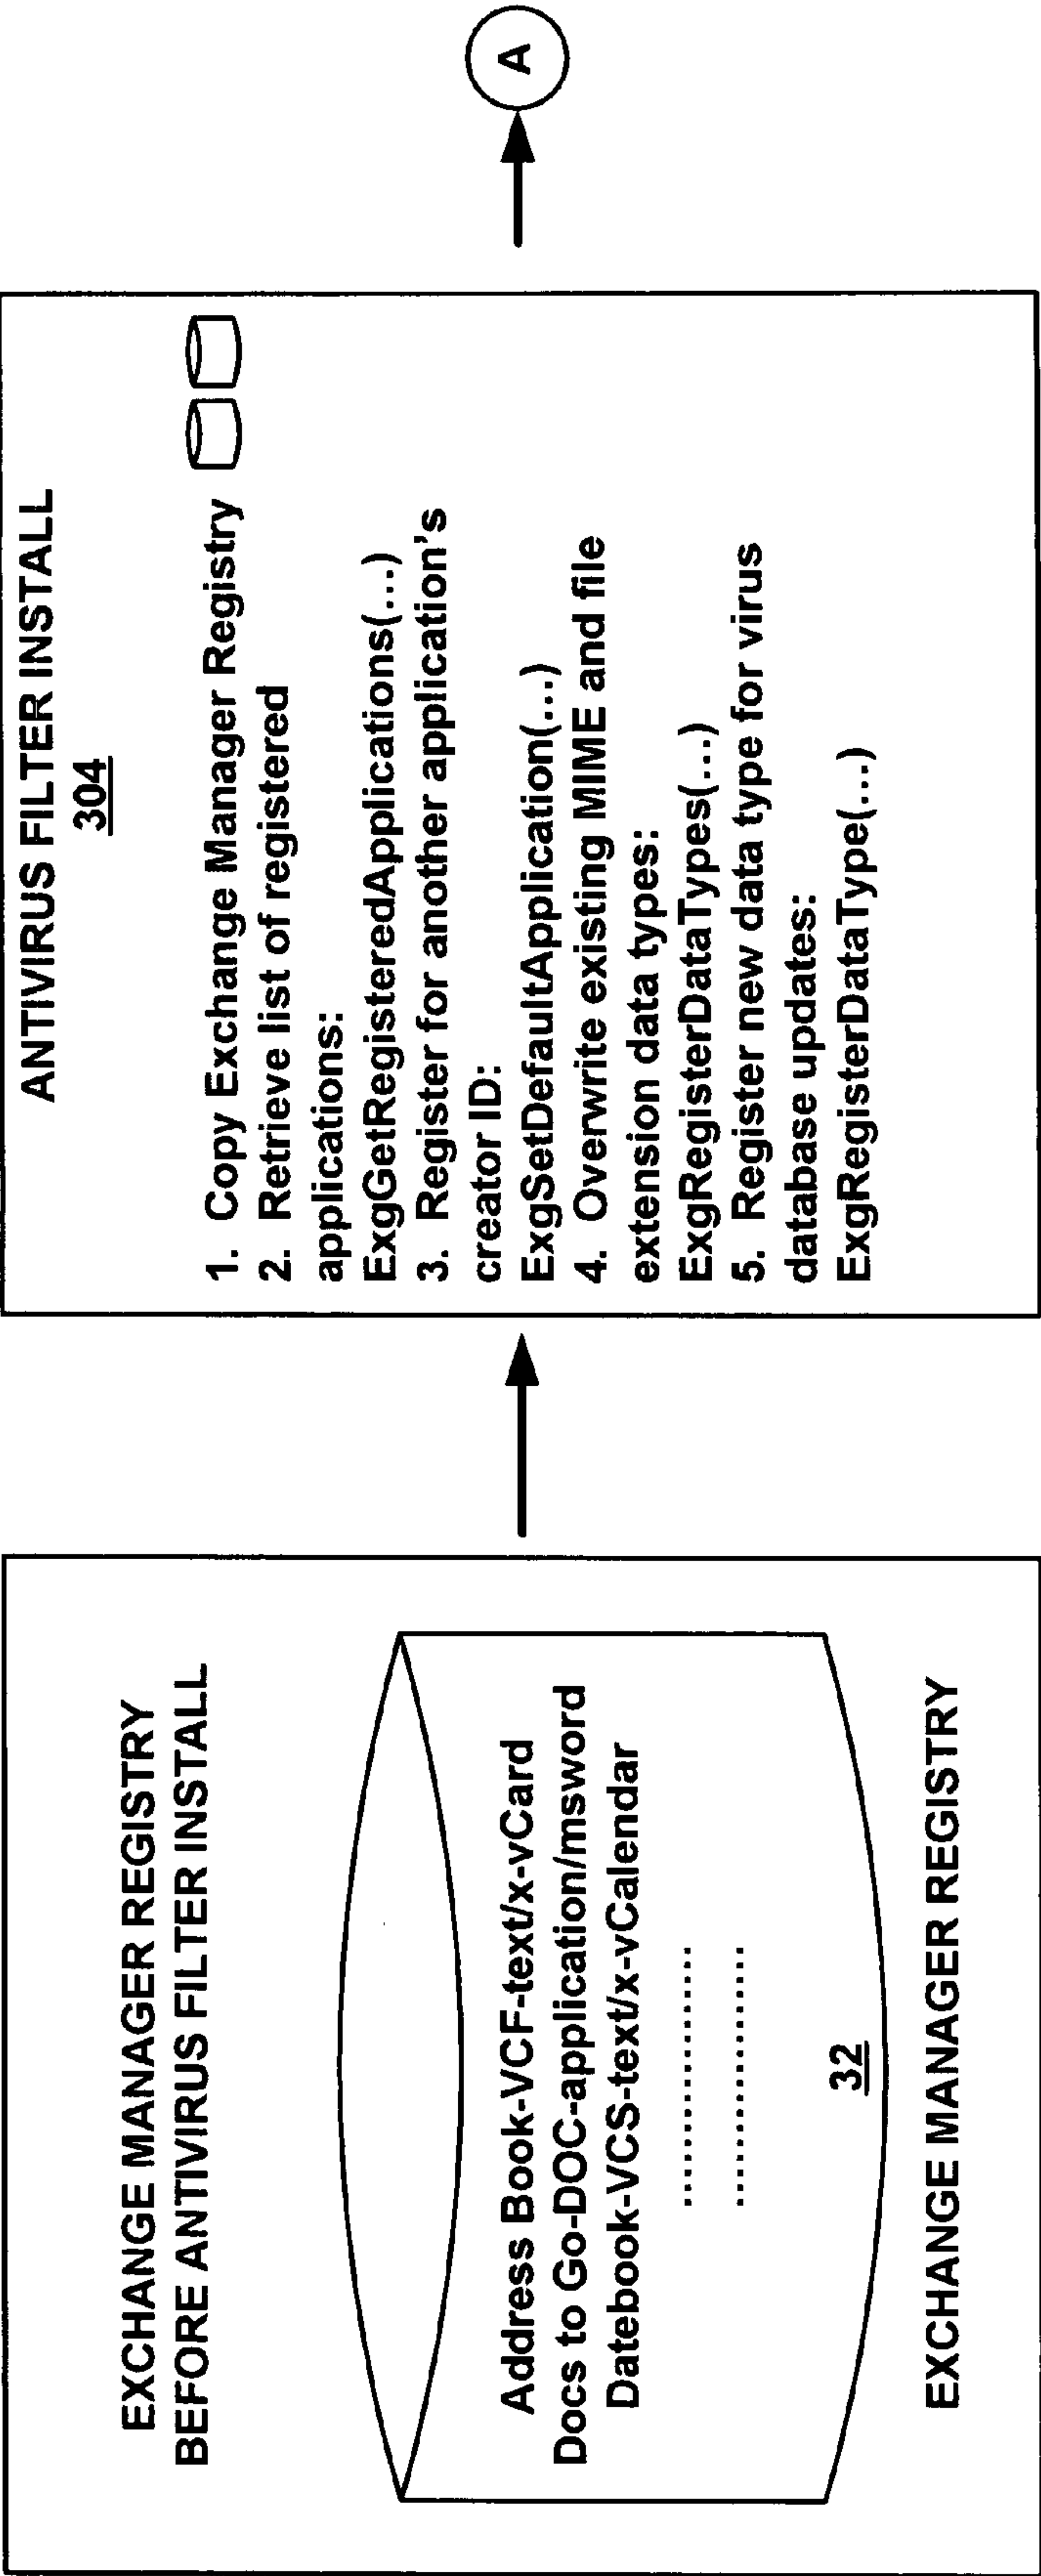 EXCHANGE MANAGER REGISTRY
BEFORE ANTIVIRUS FILTER INSTALL
Address Book-VCF-text/x-vCard
Docs to Go-DOC-application/msword
Datebook-VCS-text/x-vCalendar
....................
....................
32
EXCHANGE MANAGER REGISTRY
ANTIVIRUS FILTER INSTALL
304
1. Copy Exchange Manager Registry
2. Retrieve list of registered
applications:
ExgGetRegisteredApplications(...)
3. Register for another application's
creator ID:
ExgSetDefaultApplication(...)
4. Overwrite existing MIME and file
extension data types:
ExgRegisterDataTypes(...)
5. Register new data type for virus
database updates:
ExgRegisterDataType(...)
A